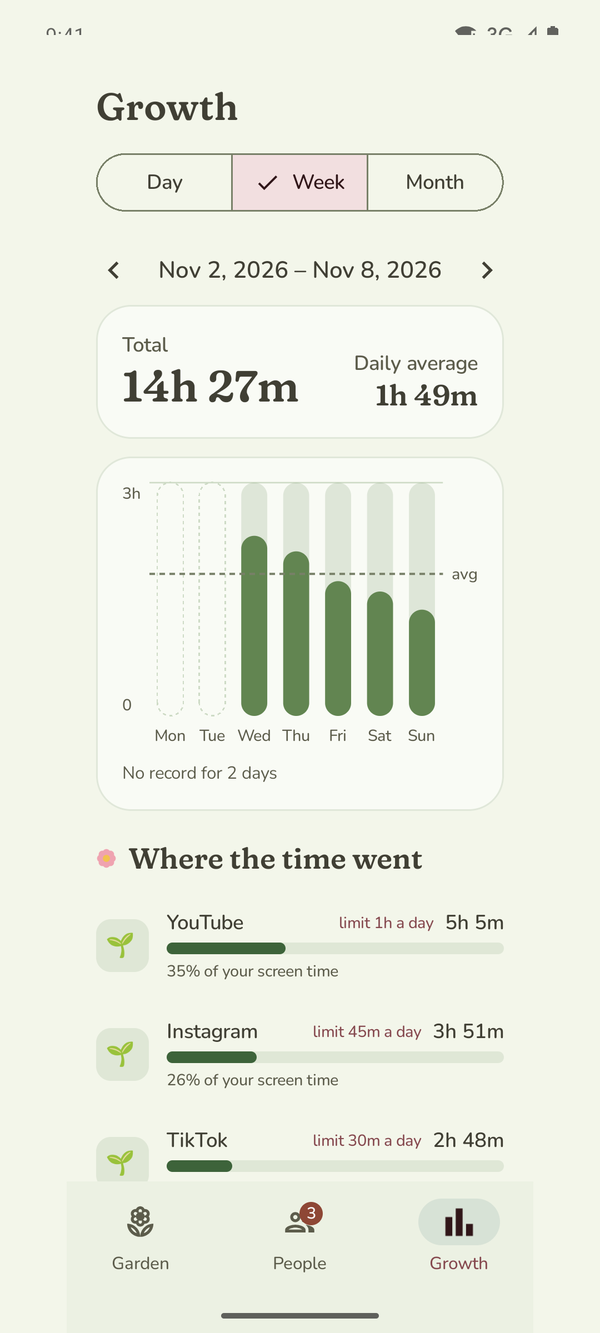 9:41
3G
Growth
Day
Week
Month
Nov 2, 2026 – Nov 8, 2026
Total
14h 27m
Daily average
1h 49m
3h
avg
0
Mon Tue Wed Thu Fri Sat Sun
No record for 2 days
Where the time went
YouTube limit 1h a day 5h 5m
35% of your screen time
Instagram limit 45m a day 3h 51m
26% of your screen time
TikTok limit 30m a day 2h 48m
3
Garden
People
Growth